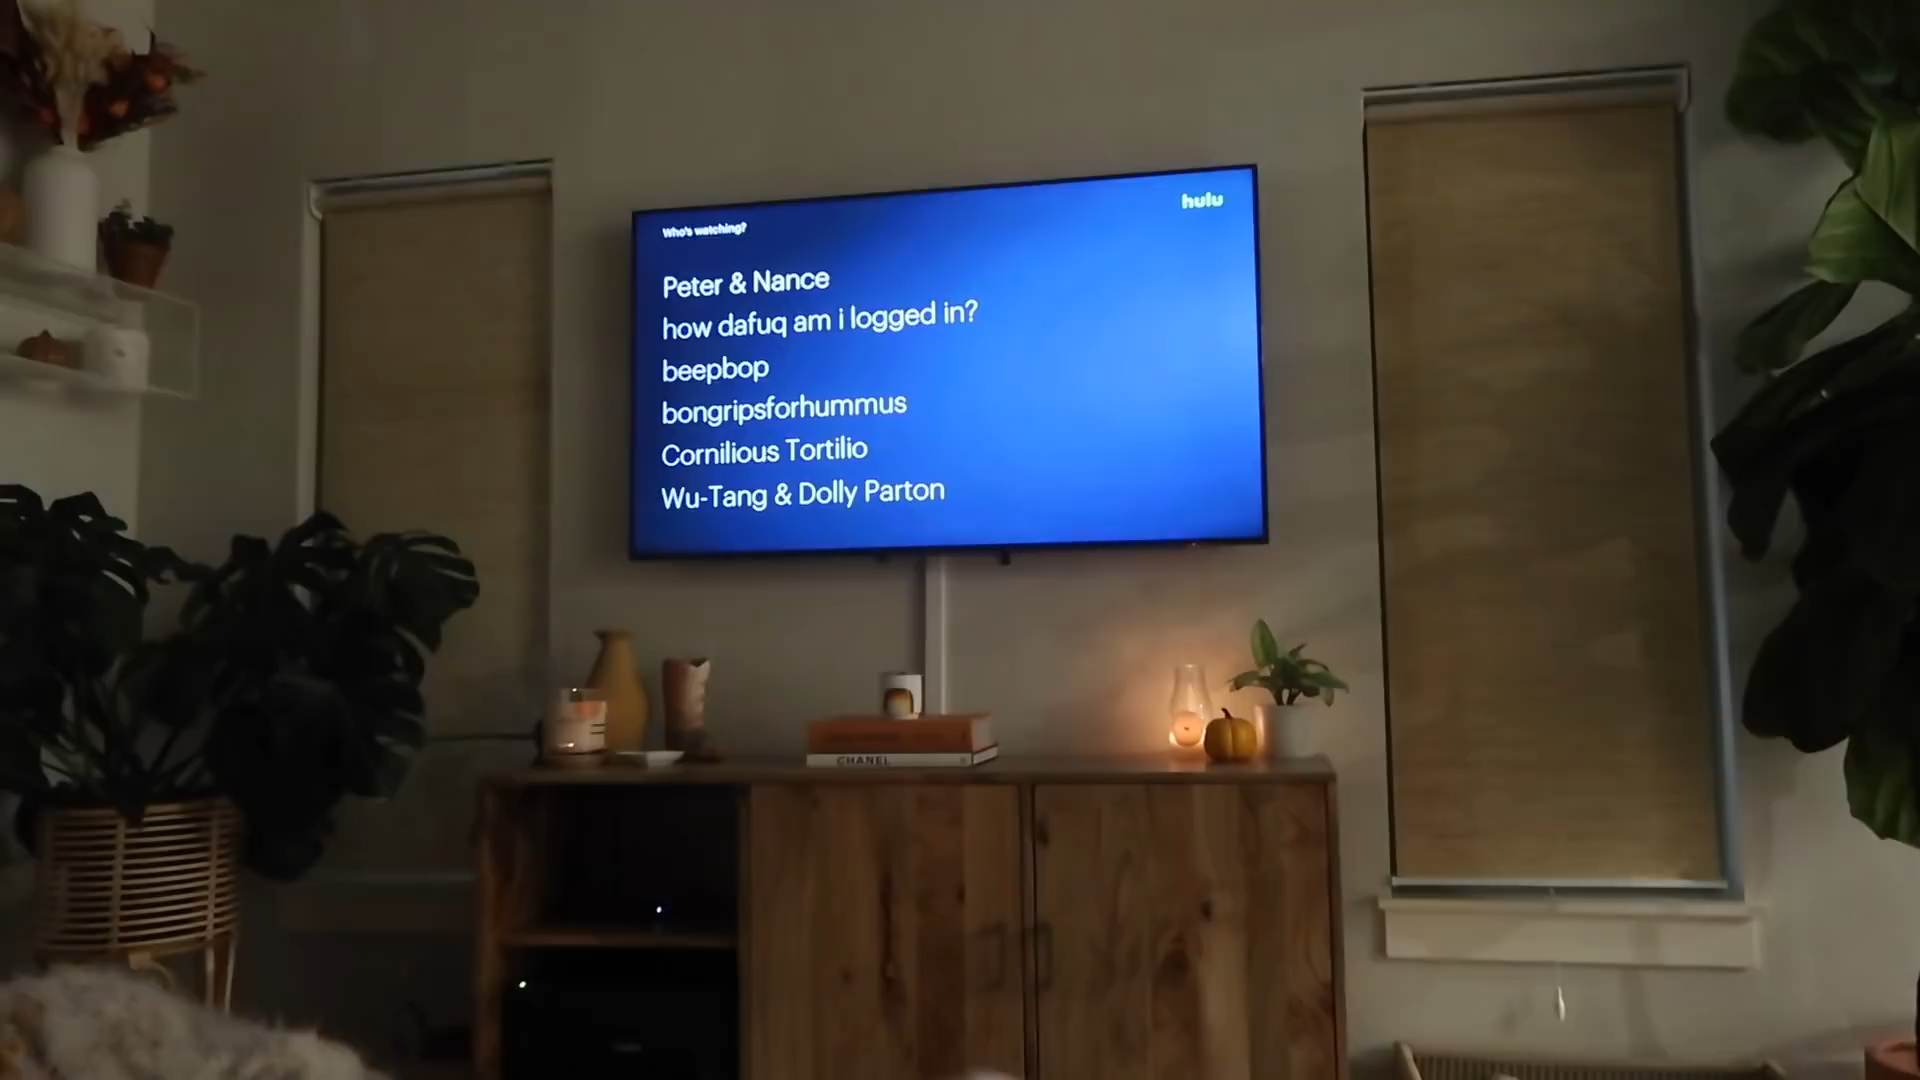 hulu
Who's watching?
Peter & Nance
how dafuq am i logged in?
beepbop
bongripsforhummus
Cornilious Tortilio
Wu-Tang & Dolly Parton
CHANEL